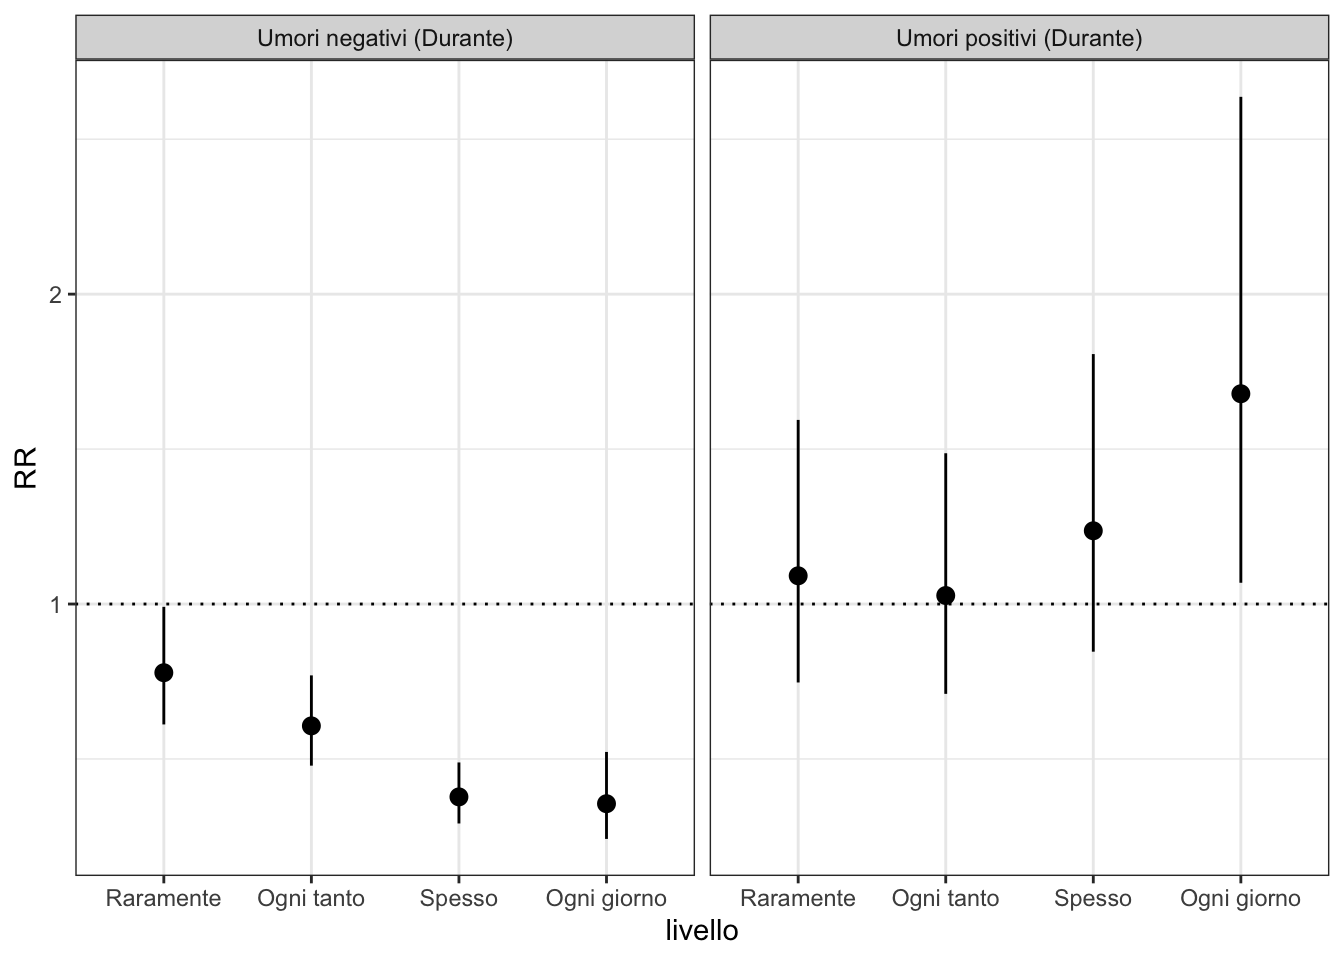 Umori negativi (Durante)
Umori positivi (Durante)
RR
2
1
Raramente Ogni tanto Spesso Ogni giorno
Raramente Ogni tanto Spesso Ogni giorno
livello